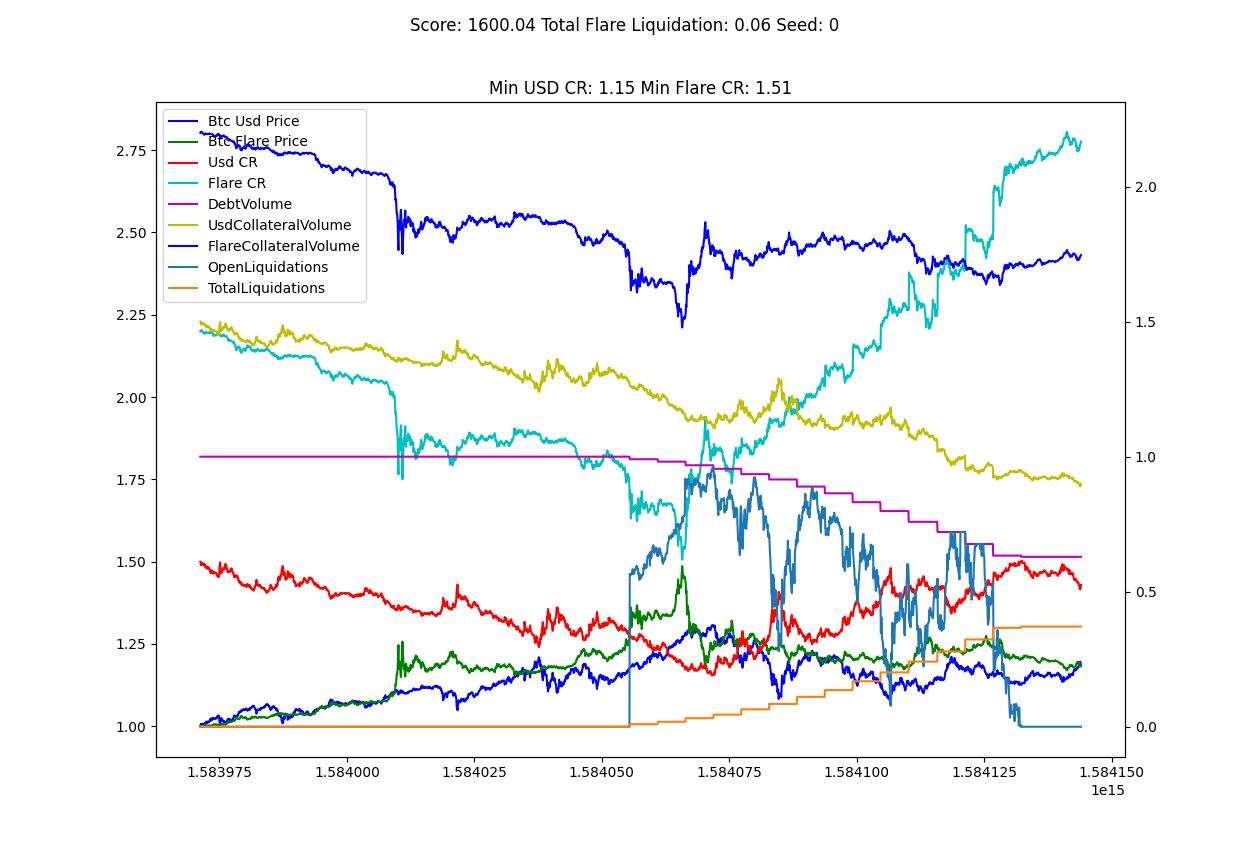 Score: 1600.04 Total Flare Liquidation: 0.06 Seed: 0
Min USD CR: 1.15 Min Flare CR: 1.51
Btc Usd Price
Btc Flare Price
Usd CR
Flare CR
DebtVolume
UsdCollateralVolume
FlareCollateralVolume
OpenLiquidations
TotalLiquidations
2.75
2.50
2.25
2.00
1.75
1.50
1.25
1.00
2.0
1.5
1.0
0.5
0.0
1.583975 1.584000 1.584025 1.584050 1.584075 1.584100 1.584125 1.584150
1e15